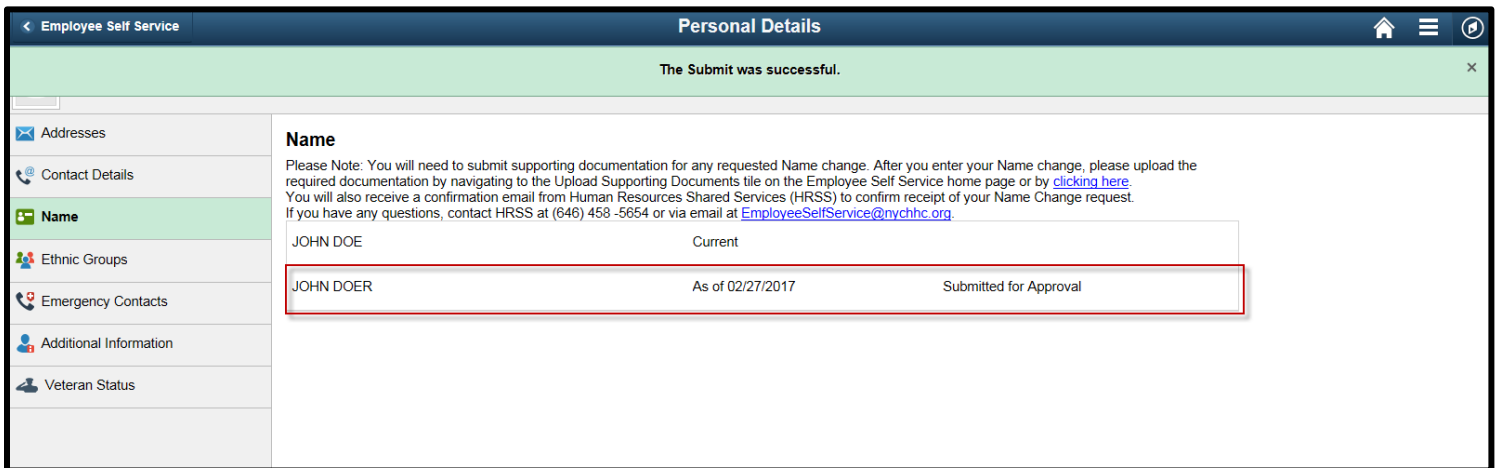 Employee Self Service
Personal Details
The Submit was successful.
×
Addresses
Contact Details
Name
Ethnic Groups
Emergency Contacts
Additional Information
Veteran Status
Name
Please Note: You will need to submit supporting documentation for any requested Name change. After you enter your Name change, please upload the
required documentation by navigating to the Upload Supporting Documents tile on the Employee Self Service home page or by clicking here.
You will also receive a confirmation email from Human Resources Shared Services (HRSS) to confirm receipt of your Name Change request.
If you have any questions, contact HRSS at (646) 458 -5654 or via email at EmployeeSelfService@nychhc.org.
JOHN DOE Current
JOHN DOER As of 02/27/2017 Submitted for Approval